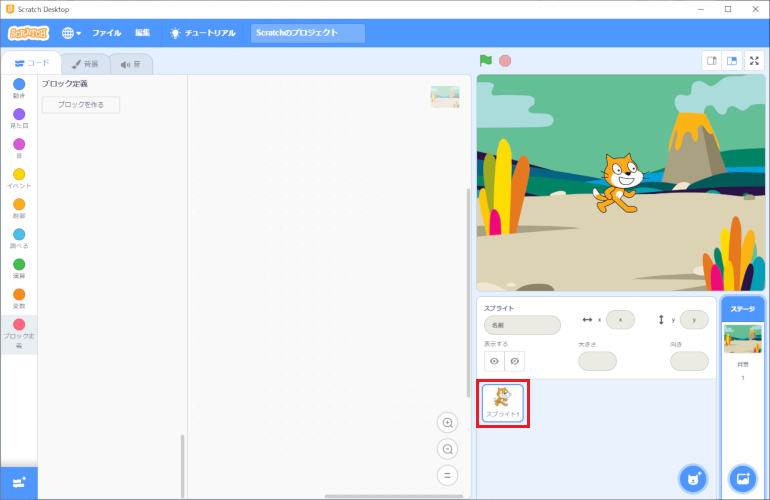 Scratch Desktop
SCRATCH
ファイル
編集
チュートリアル
Scratchのプロジェクト
コード
背景
音
動き
見た目
音
イベント
制御
調べる
演算
変数
ブロック定
義
ブロック定義
ブロックを作る
スプライト
名前
x
x
y
y
表示する
大きさ
向き
スプライト1
ステージ
背景
1